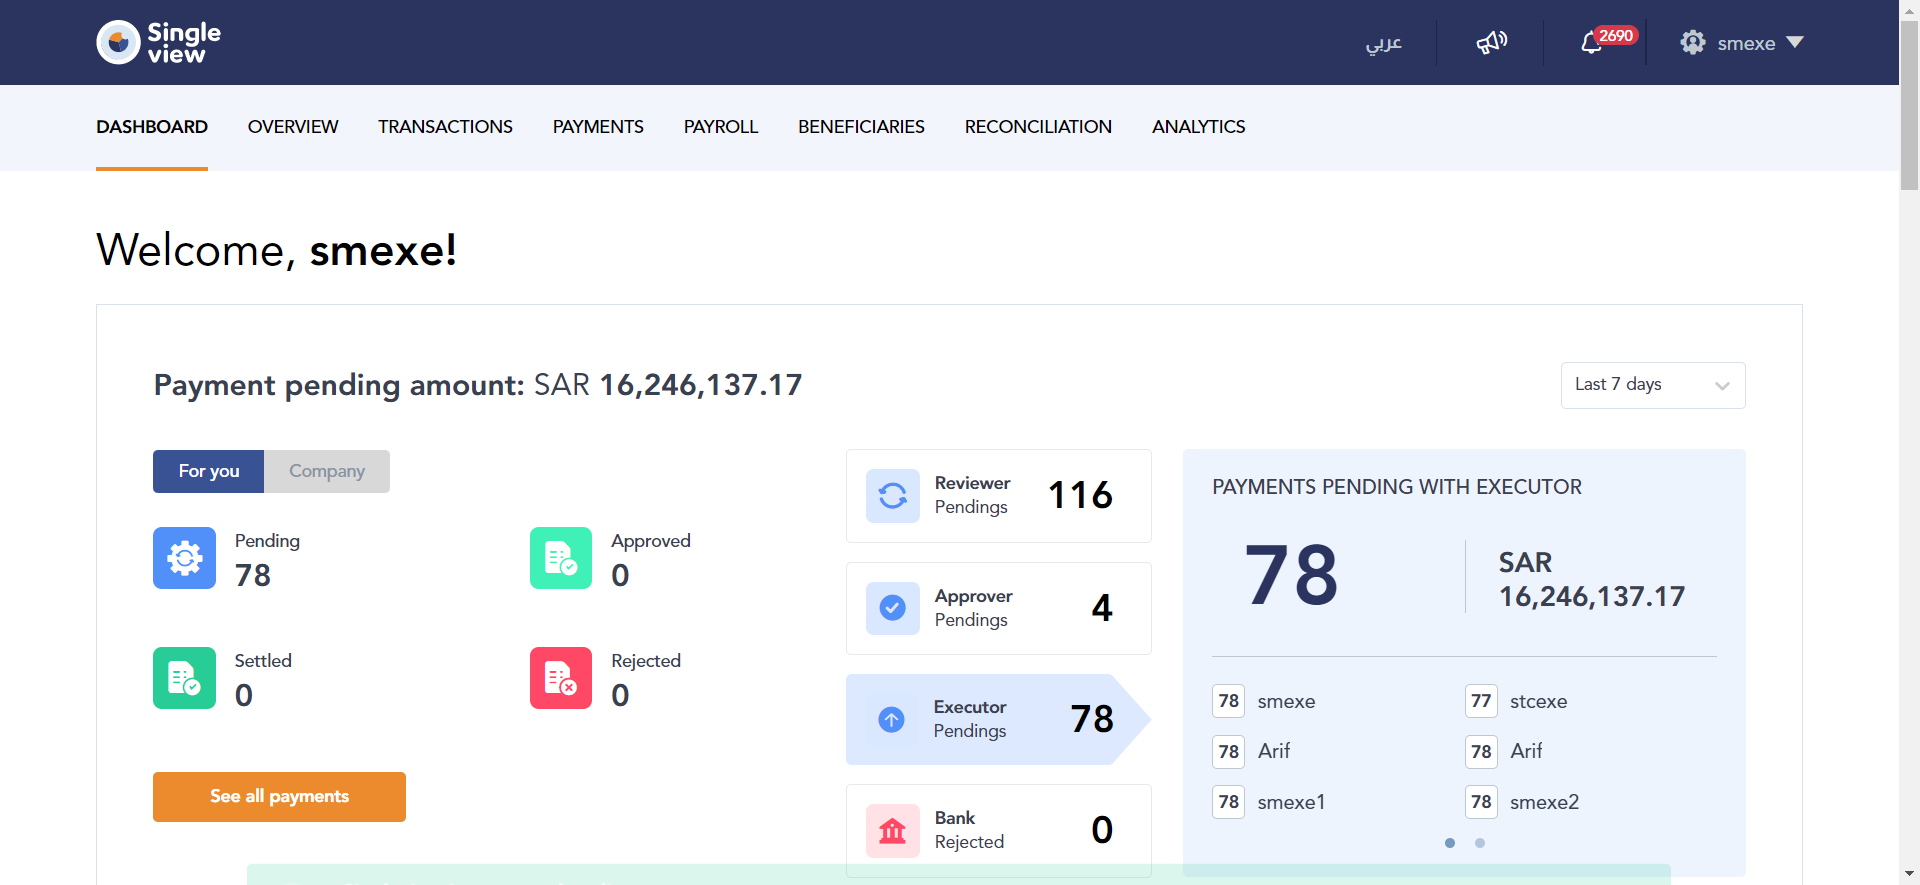 Single
view
عربي
2690
smexe
DASHBOARD
OVERVIEW
TRANSACTIONS
PAYMENTS
PAYROLL
BENEFICIARIES
RECONCILIATION
ANALYTICS
Welcome, smexe!
Payment pending amount: SAR 16,246,137.17
Last 7 days
For you
Company
Pending
78
Approved
0
Settled
0
Rejected
0
See all payments
Reviewer
Pendings
116
Approver
Pendings
4
Executor
Pendings
78
Bank
Rejected
0
PAYMENTS PENDING WITH EXECUTOR
78
SAR
16,246,137.17
78 smexe
77 stcexe
78 Arif
78 Arif
78 smexe1
78 smexe2